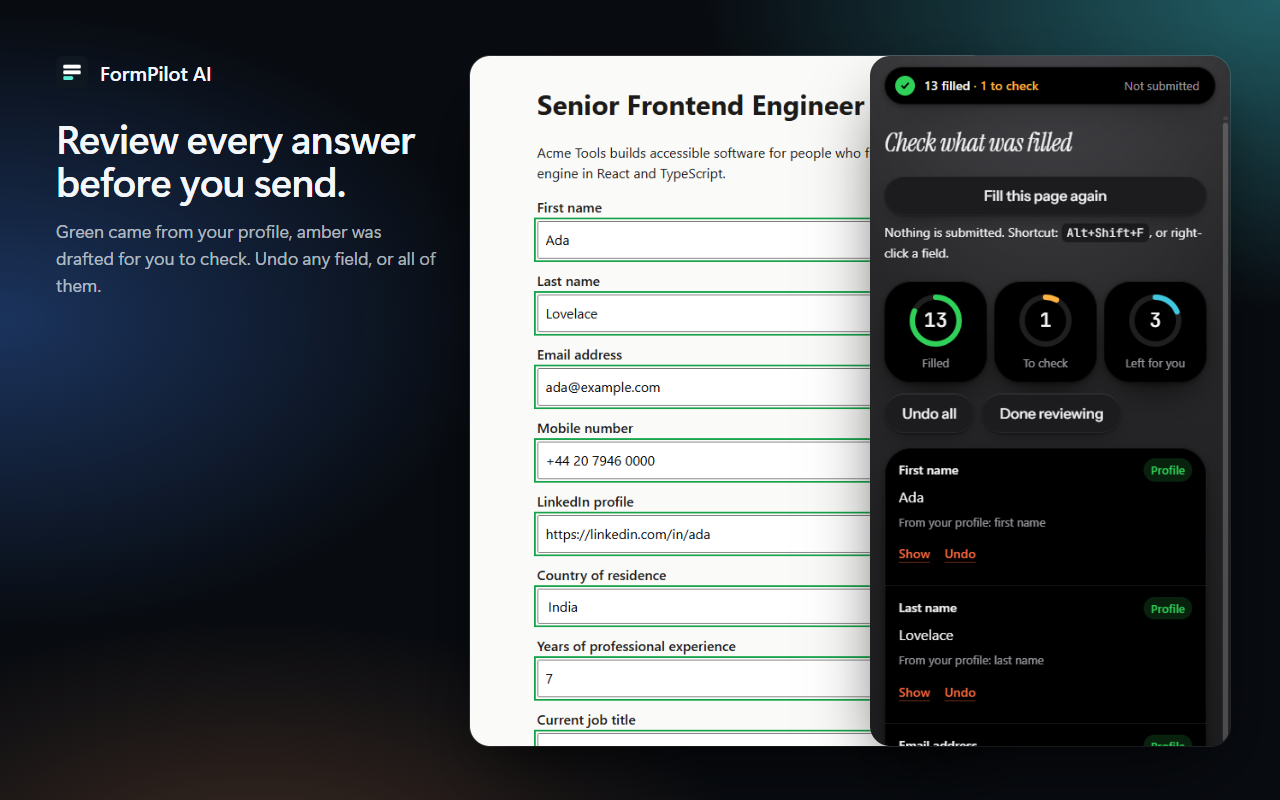 FormPilot AI
Review every answer
before you send.
Green came from your profile, amber was
drafted for you to check. Undo any field, or all of
them.
Senior Frontend Engineer
Acme Tools builds accessible software for people who
engine in React and TypeScript.
First name
Ada
Last name
Lovelace
Email address
ada@example.com
Mobile number
+44 20 7946 0000
LinkedIn profile
https://linkedin.com/in/ada
Country of residence
India
Years of professional experience
7
Current job title
13 filled · 1 to check
Not submitted
Check what was filled
Fill this page again
Nothing is submitted. Shortcut: Alt+Shift+F, or right-
click a field.
13
Filled
1
To check
3
Left for you
Undo all
Done reviewing
First name
Profile
Ada
From your profile: first name
Show Undo
Last name
Profile
Lovelace
From your profile: last name
Show Undo
Email address
Profile